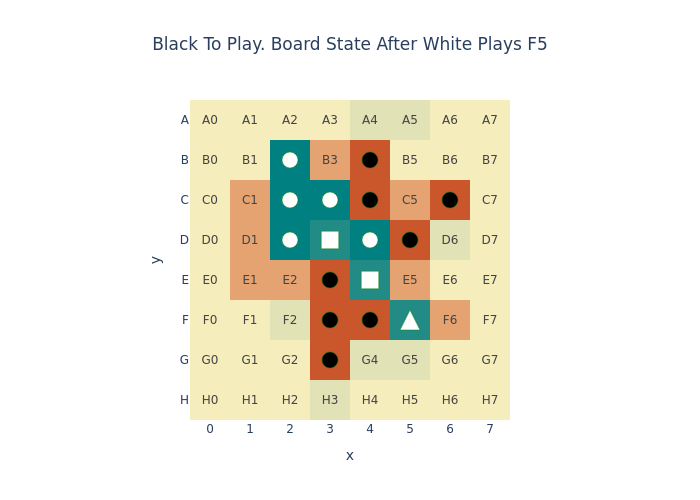 Black To Play. Board State After White Plays F5
A A0 A1 A2 A3 A4 A5 A6 A7
B B0 B1 B3 B5 B6 B7
C C0 C1 C5 C7
D D0 D1 D6 D7
E E0 E1 E2 E5 E6 E7
F F0 F1 F2 F6 F7
G G0 G1 G2 G4 G5 G6 G7
H H0 H1 H2 H3 H4 H5 H6 H7
0 1 2 3 4 5 6 7
x
y